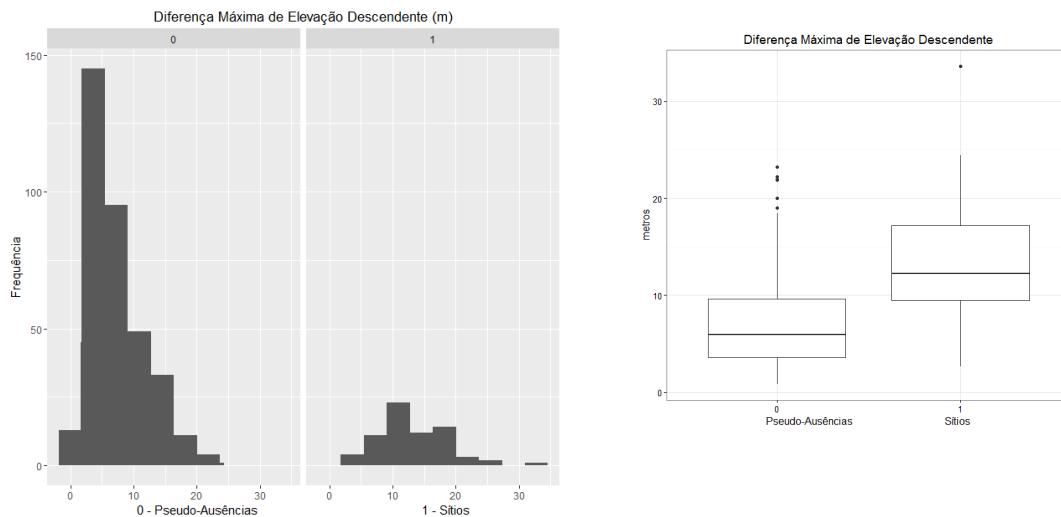 Diferença Máxima de Elevação Descendente (m)
0
1
150
100
50
0
Frequência
0
10
20
30
0
10
20
30
0 - Pseudo-Ausências
1 - Sítios
Diferença Máxima de Elevação Descendente
30
20
10
0
metros
0
1
Pseudo-Ausências
Sítios